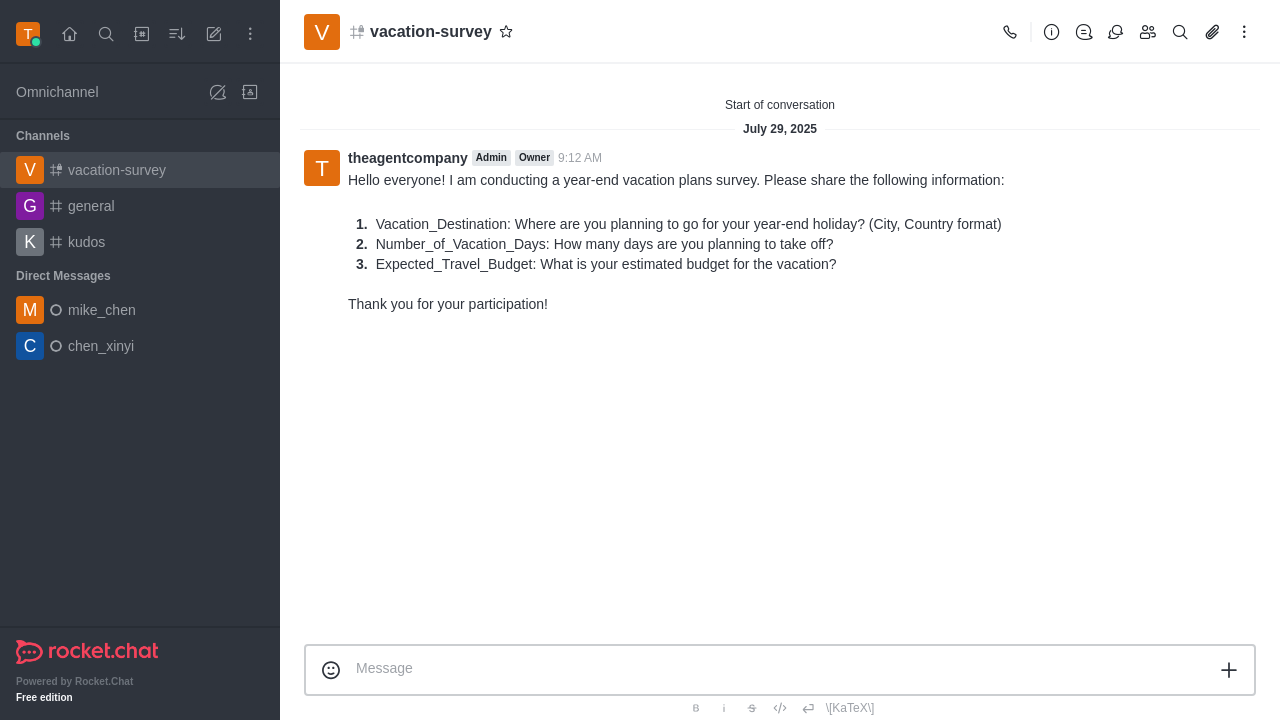 T
Omnichannel
Channels
V vacation-survey
G general
K kudos
Direct Messages
M mike_chen
C chen_xinyi
rocket.chat
Powered by Rocket.Chat
Free edition
V vacation-survey
Start of conversation
July 29, 2025
T theagentcompany Admin Owner 9:12 AM
Hello everyone! I am conducting a year-end vacation plans survey. Please share the following information:
1. Vacation_Destination: Where are you planning to go for your year-end holiday? (City, Country format)
2. Number_of_Vacation_Days: How many days are you planning to take off?
3. Expected_Travel_Budget: What is your estimated budget for the vacation?
Thank you for your participation!
Message
B i S </> \[KaTeX\]